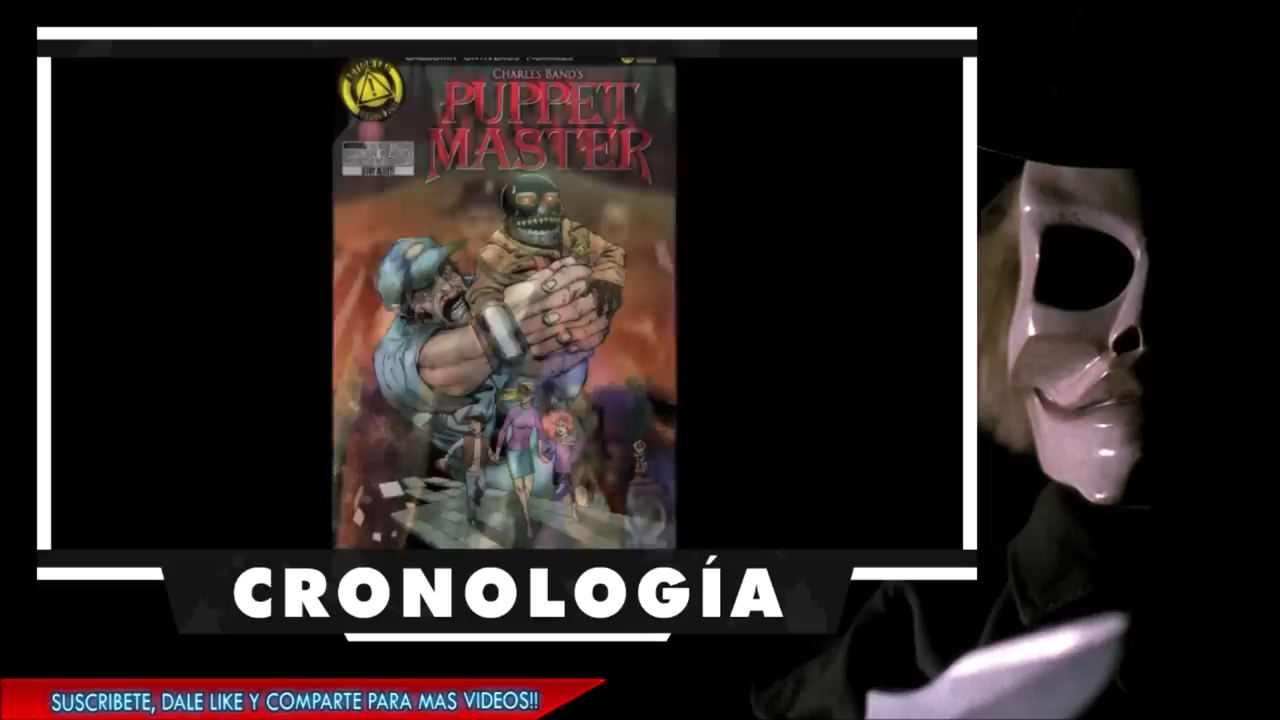 CHARLES BAND'S
PUPPET
MASTER
CRONOLOGÍA
SUSCRIBETE, DALE LIKE Y COMPARTE PARA MAS VIDEOS!!